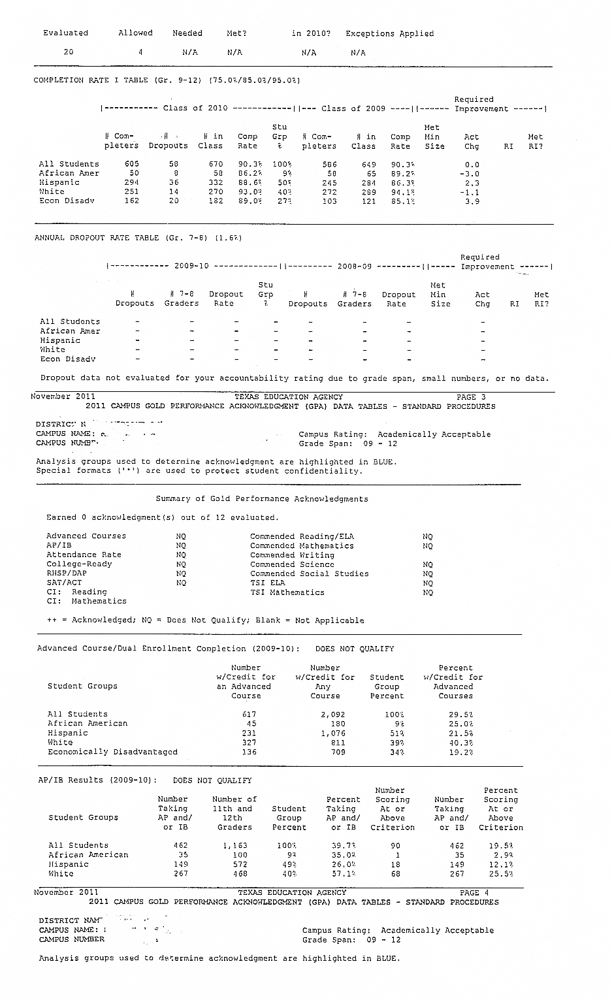 Evaluated Allowed Needed Met? in 2010? Exceptions Applied
20 4 N/A N/A N/A N/A
COMPLETION RATE I TABLE (Gr. 9-12) (75.0%/85.0%/95.0%)
Required
|----------- Class of 2010 ------------||--- Class of 2009 ----||------ Improvement ------|
Stu Met
# Com- # # in Comp Grp # Com- # in Comp Min Act Met
pleters Dropouts Class Rate % pleters Class Rate Size Chg RI RI?
All Students 605 58 670 90.3% 100% 586 649 90.3% 0.0
African Amer 50 8 58 86.2% 9% 58 65 89.2% -3.0
Hispanic 294 36 332 88.6% 50% 245 284 86.3% 2.3
White 251 14 270 93.0% 40% 272 289 94.1% -1.1
Econ Disadv 162 20 182 89.0% 27% 103 121 85.1% 3.9
ANNUAL DROPOUT RATE TABLE (Gr. 7-8) (1.6%)
Required
|------------ 2009-10 -------------||--------- 2008-09 ---------||----- Improvement ------|
Stu Met
# # 7-8 Dropout Grp # # 7-8 Dropout Min Act Met
Dropouts Graders Rate % Dropouts Graders Rate Size Chg RI RI?
All Students - - - - - - - -
African Amer - - - - - - - -
Hispanic - - - - - - - -
White - - - - - - - -
Econ Disadv - - - - - - - -
Dropout data not evaluated for your accountability rating due to grade span, small numbers, or no data.
November 2011 TEXAS EDUCATION AGENCY PAGE 3
2011 CAMPUS GOLD PERFORMANCE ACKNOWLEDGMENT (GPA) DATA TABLES - STANDARD PROCEDURES
DISTRICT N
CAMPUS NAME: Campus Rating: Academically Acceptable
CAMPUS NUMB Grade Span: 09 - 12
Analysis groups used to determine acknowledgment are highlighted in BLUE.
Special formats ('*') are used to protect student confidentiality.
Summary of Gold Performance Acknowledgments
Earned 0 acknowledgment(s) out of 12 evaluated.
Advanced Courses NQ Commended Reading/ELA NQ
AP/IB NQ Commended Mathematics NQ
Attendance Rate NQ Commended Writing
College-Ready NQ Commended Science NQ
RHSP/DAP NQ Commended Social Studies NQ
SAT/ACT NQ TSI ELA NQ
CI: Reading TSI Mathematics NQ
CI: Mathematics
++ = Acknowledged; NQ = Does Not Qualify; Blank = Not Applicable
Advanced Course/Dual Enrollment Completion (2009-10): DOES NOT QUALIFY
Number Number Percent
w/Credit for w/Credit for Student w/Credit for
Student Groups an Advanced Any Group Advanced
Course Course Percent Courses
All Students 617 2,092 100% 29.5%
African American 45 180 9% 25.0%
Hispanic 231 1,076 51% 21.5%
White 327 811 39% 40.3%
Economically Disadvantaged 136 709 34% 19.2%
AP/IB Results (2009-10): DOES NOT QUALIFY
Number Percent
Number Number of Percent Scoring Number Scoring
Taking 11th and Student Taking At or Taking At or
Student Groups AP and/ 12th Group AP and/ Above AP and/ Above
or IB Graders Percent or IB Criterion or IB Criterion
All Students 462 1,163 100% 39.7% 90 462 19.5%
African American 35 100 9% 35.0% 1 35 2.9%
Hispanic 149 572 49% 26.0% 18 149 12.1%
White 267 468 40% 57.1% 68 267 25.5%
November 2011 TEXAS EDUCATION AGENCY PAGE 4
2011 CAMPUS GOLD PERFORMANCE ACKNOWLEDGMENT (GPA) DATA TABLES - STANDARD PROCEDURES
DISTRICT NAM
CAMPUS NAME: Campus Rating: Academically Acceptable
CAMPUS NUMBER Grade Span: 09 - 12
Analysis groups used to determine acknowledgment are highlighted in BLUE.